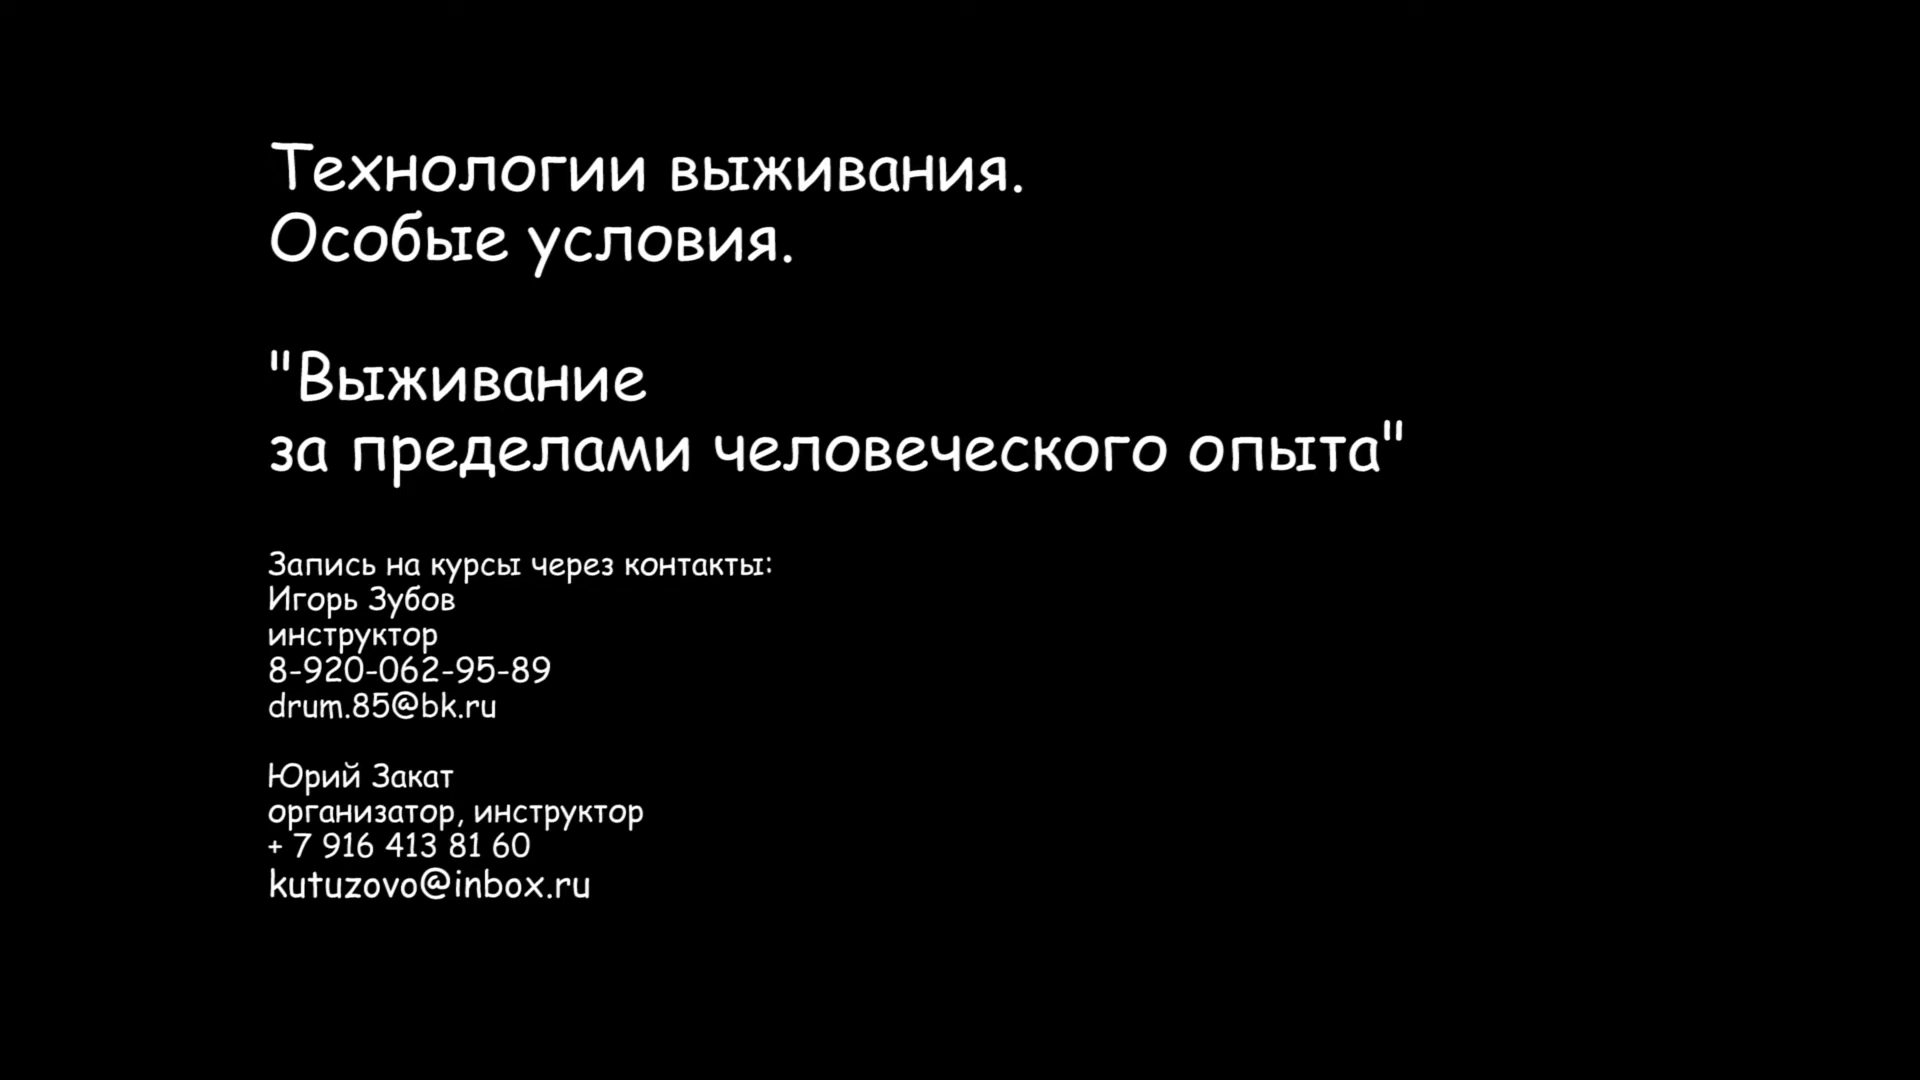 Технологии выживания.
Особые условия.
"Выживание
за пределами человеческого опыта"
Запись на курсы через контакты:
Игорь Зубов
инструктор
8-920-062-95-89
drum.85@bk.ru
Юрий Закат
организатор, инструктор
+ 7 916 413 81 60
kutuzovo@inbox.ru